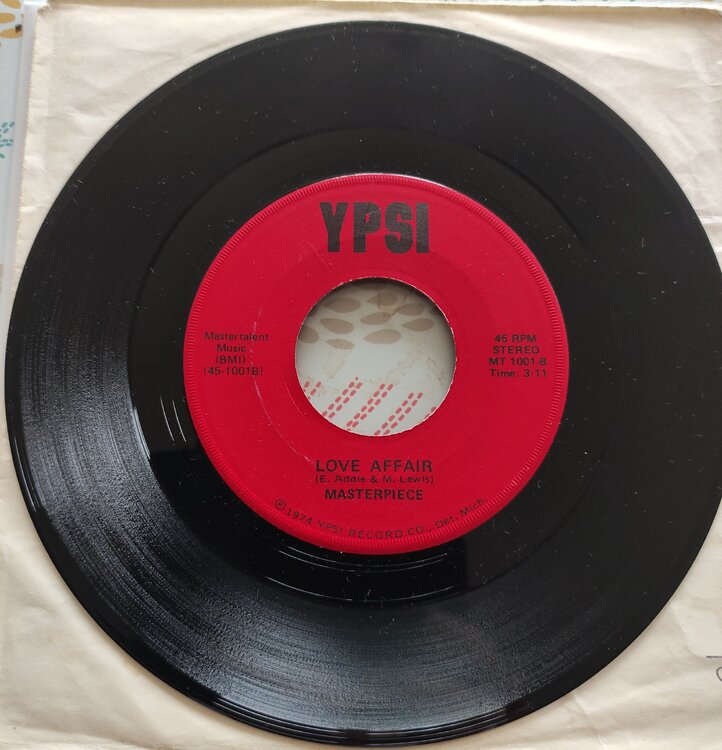 YPSI
Mastertalent
Music
(BMI)
(45-1001B)
45 RPM
STEREO
MT 1001-B
Time: 3:11
LOVE AFFAIR
(E. Addie & M. Lewis)
MASTERPIECE
℗1974 YPSI RECORD CO., Det. Mich.